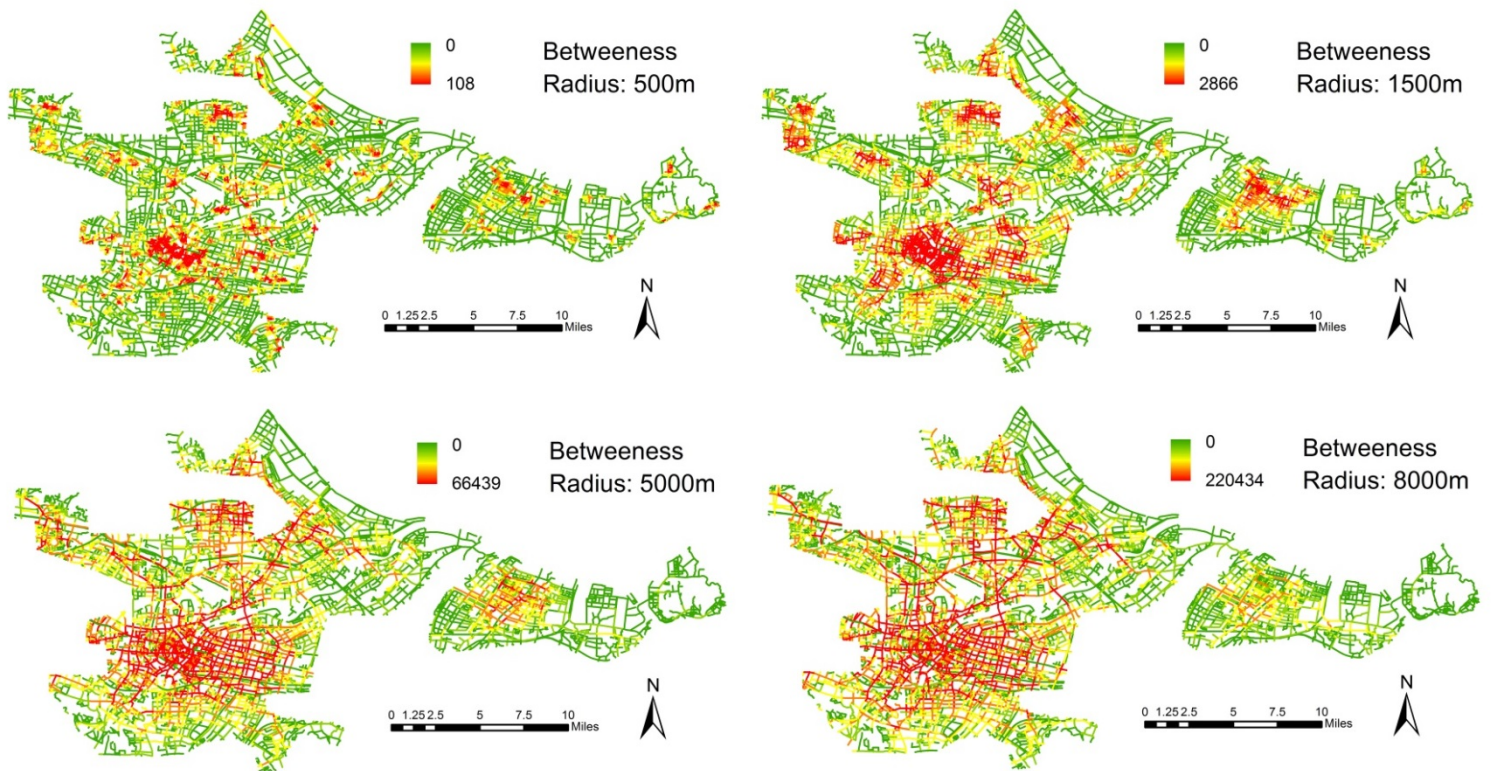 0
108
Betweeness
Radius: 500m
N
0 1.25 2.5 5 7.5 10
Miles
0
2866
Betweeness
Radius: 1500m
N
0 1.25 2.5 5 7.5 10
Miles
0
66439
Betweeness
Radius: 5000m
N
0 1.25 2.5 5 7.5 10
Miles
0
220434
Betweeness
Radius: 8000m
N
0 1.25 2.5 5 7.5 10
Miles